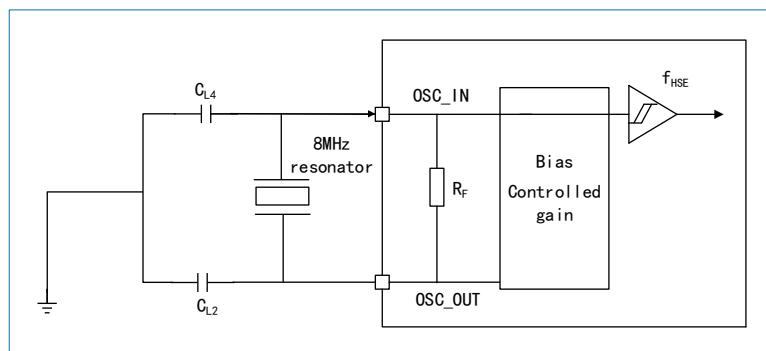 C_L4
OSC_IN
f_HSE
8MHz
resonator
R_F
Bias
Controlled
gain
C_L2
OSC_OUT